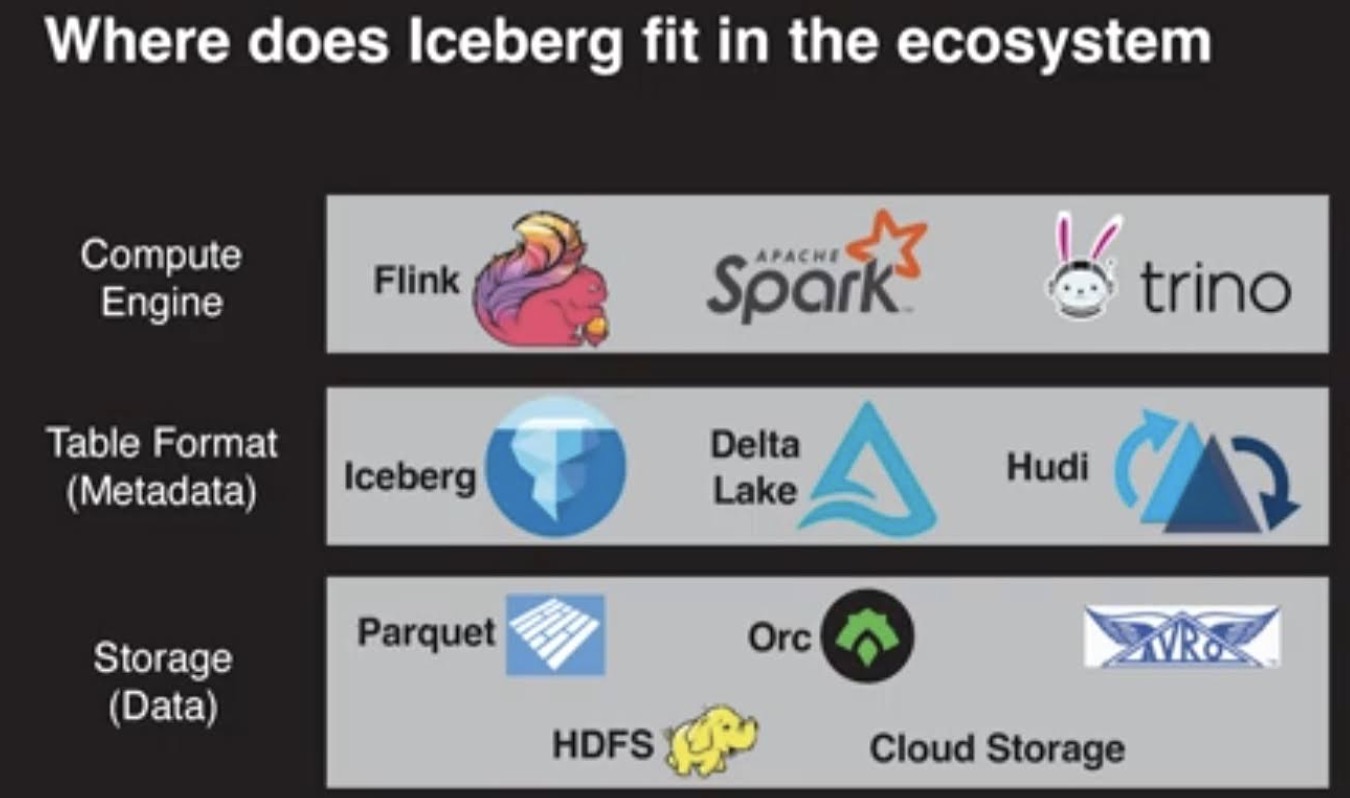 Where does Iceberg fit in the ecosystem
Compute
Engine
Flink
APACHE
Spark
trino
Table Format
(Metadata)
Iceberg
Delta
Lake
Hudi
Storage
(Data)
Parquet
Orc
AVRO
HDFS
Cloud Storage